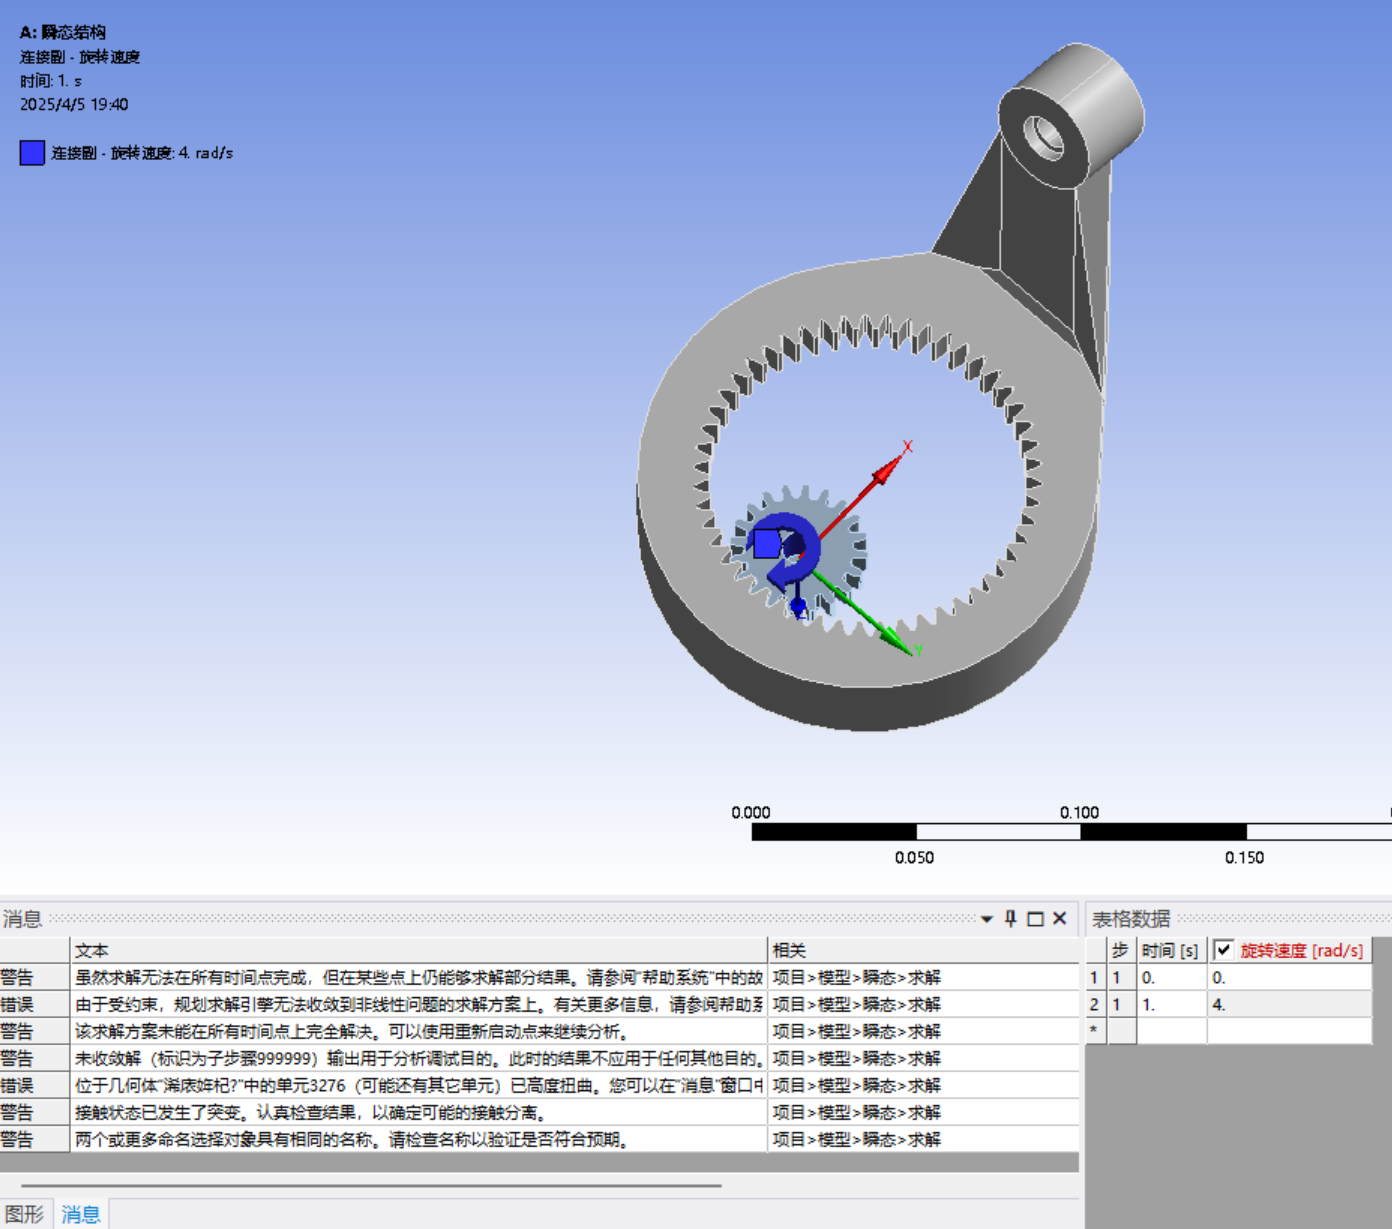 A: 瞬态结构
连接副 - 旋转速度
时间: 1. s
2025/4/5 19:40
连接副 - 旋转速度: 4. rad/s
X
Y
0.000 0.100
0.050 0.150
消息
文本 相关
警告 虽然求解无法在所有时间点完成，但在某些点上仍能够求解部分结果。请参阅"帮助系统"中的故 项目>模型>瞬态>求解
错误 由于受约束，规划求解引擎无法收敛到非线性问题的求解方案上。有关更多信息，请参阅帮助系 项目>模型>瞬态>求解
警告 该求解方案未能在所有时间点上完全解决。可以使用重新启动点来继续分析。 项目>模型>瞬态>求解
警告 未收敛解（标识为子步骤999999）输出用于分析调试目的。此时的结果不应用于任何其他目的。 项目>模型>瞬态>求解
错误 位于几何体"浠庡姩杞?"中的单元3276（可能还有其它单元）已高度扭曲。您可以在"消息"窗口中 项目>模型>瞬态>求解
警告 接触状态已发生了突变。认真检查结果，以确定可能的接触分离。 项目>模型>瞬态>求解
警告 两个或更多命名选择对象具有相同的名称。请检查名称以验证是否符合预期。 项目>模型>瞬态>求解
图形 消息
表格数据
步 时间 [s] 旋转速度 [rad/s]
1 1 0. 0.
2 1 1. 4.
*